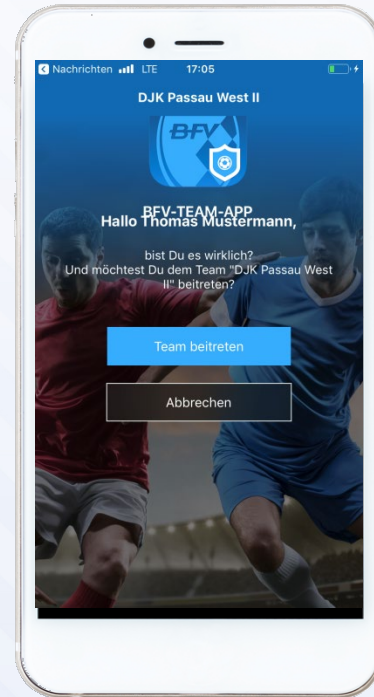 Nachrichten LTE 17:05
DJK Passau West II
BFV
BFV-TEAM-APP
Hallo Thomas Mustermann,
bist Du es wirklich?
Und möchtest Du dem Team "DJK Passau West
II" beitreten?
Team beitreten
Abbrechen